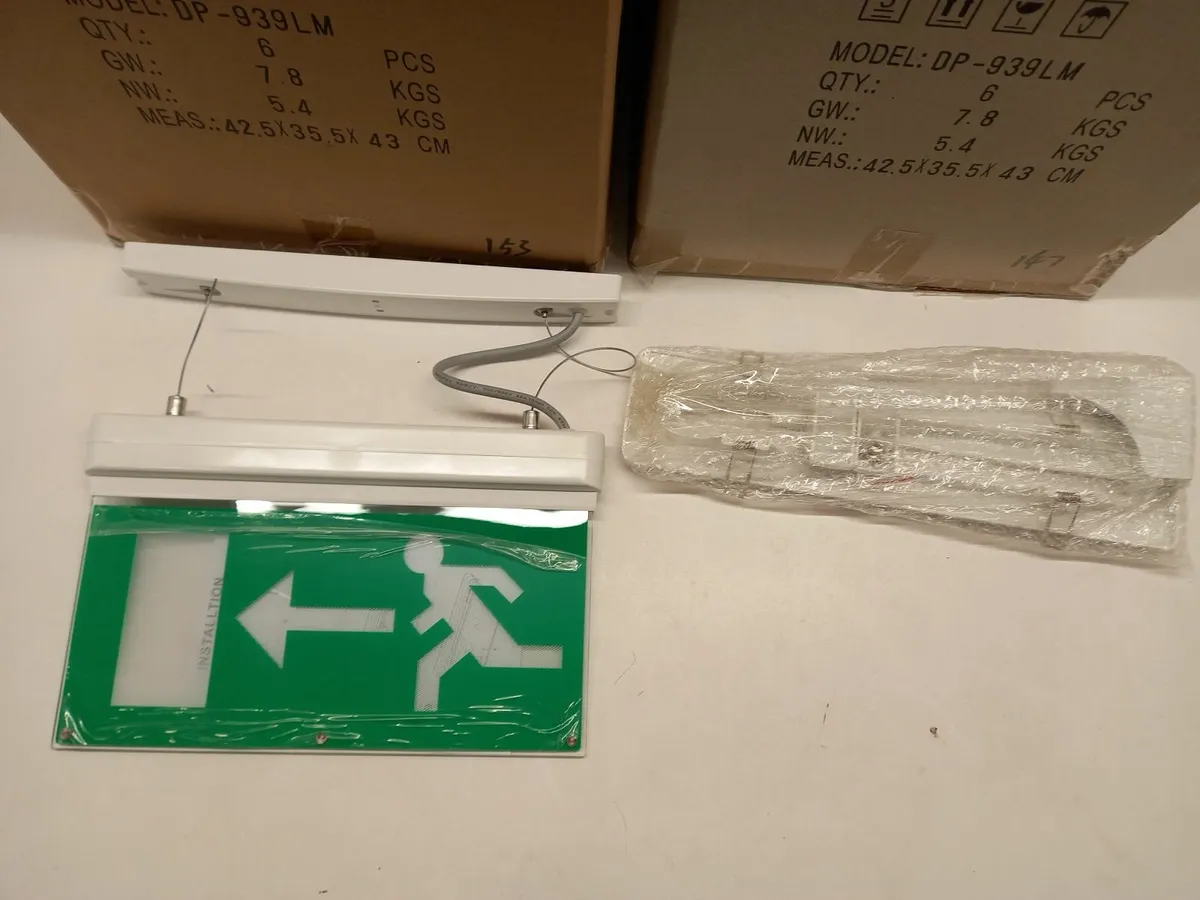 MODEL: DP-939LM
QTY.: 6 PCS
GW.: 7.8 KGS
NW.: 5.4 KGS
MEAS.: 42.5X35.5X 43 CM
153
MODEL: DP-939LM
QTY.: 6 PCS
GW.: 7.8 KGS
NW.: 5.4 KGS
MEAS.: 42.5X35.5X 43 CM
INSTALLTION